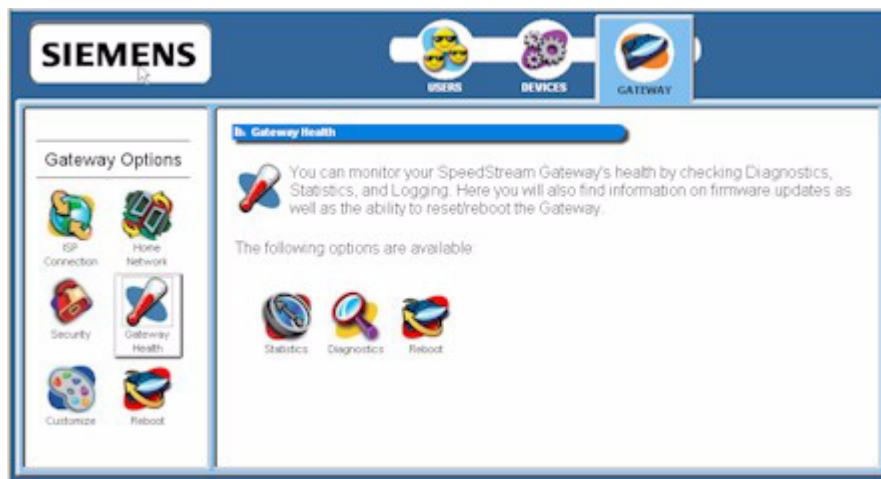 SIEMENS
USERS
DEVICES
GATEWAY
Gateway Options
ISP
Connection
Home
Network
Security
Gateway
Health
Customize
Reboot
Gateway Health
You can monitor your SpeedStream Gateway's health by checking Diagnostics,
Statistics, and Logging. Here you will also find information on firmware updates as
well as the ability to reset/reboot the Gateway.
The following options are available:
Statistics
Diagnostics
Reboot